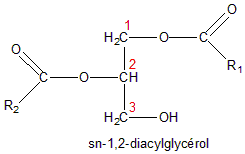 O
1
H₂C
O
C
O
2
R₁
C
O
CH
R₂
3
H₂C
OH
sn-1,2-diacylglycérol